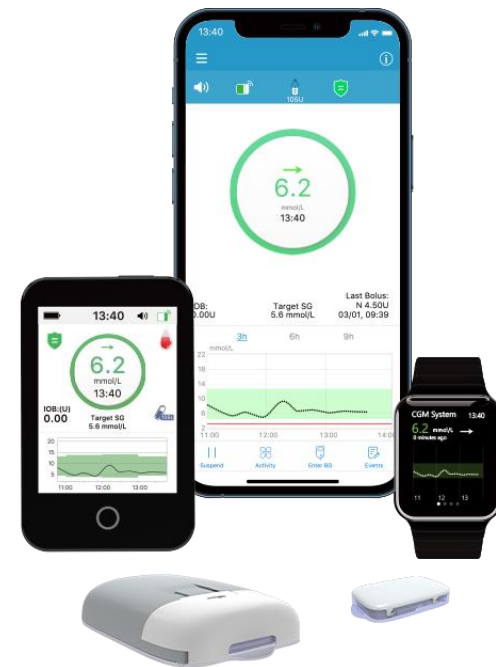 13:40
105U
6.2
mmol/L
13:40
OB:
0.00U
Target SG
5.6 mmol/L
Last Bolus:
N 4.50U
03/01, 09:39
3h 6h 9h
mmol/L
22
18
14
10
6
2
11:00 12:00 13:00 14:00
Suspend Activity Enter BG Events
13:40
6.2
mmol/L
13:40
IOB:(U)
0.00
Target SG
5.6 mmol/L
20
15
10
5
11:00 12:00 13:00
CGM System 13:40
6.2 mmol/L
0 minutes ago
11 12 13